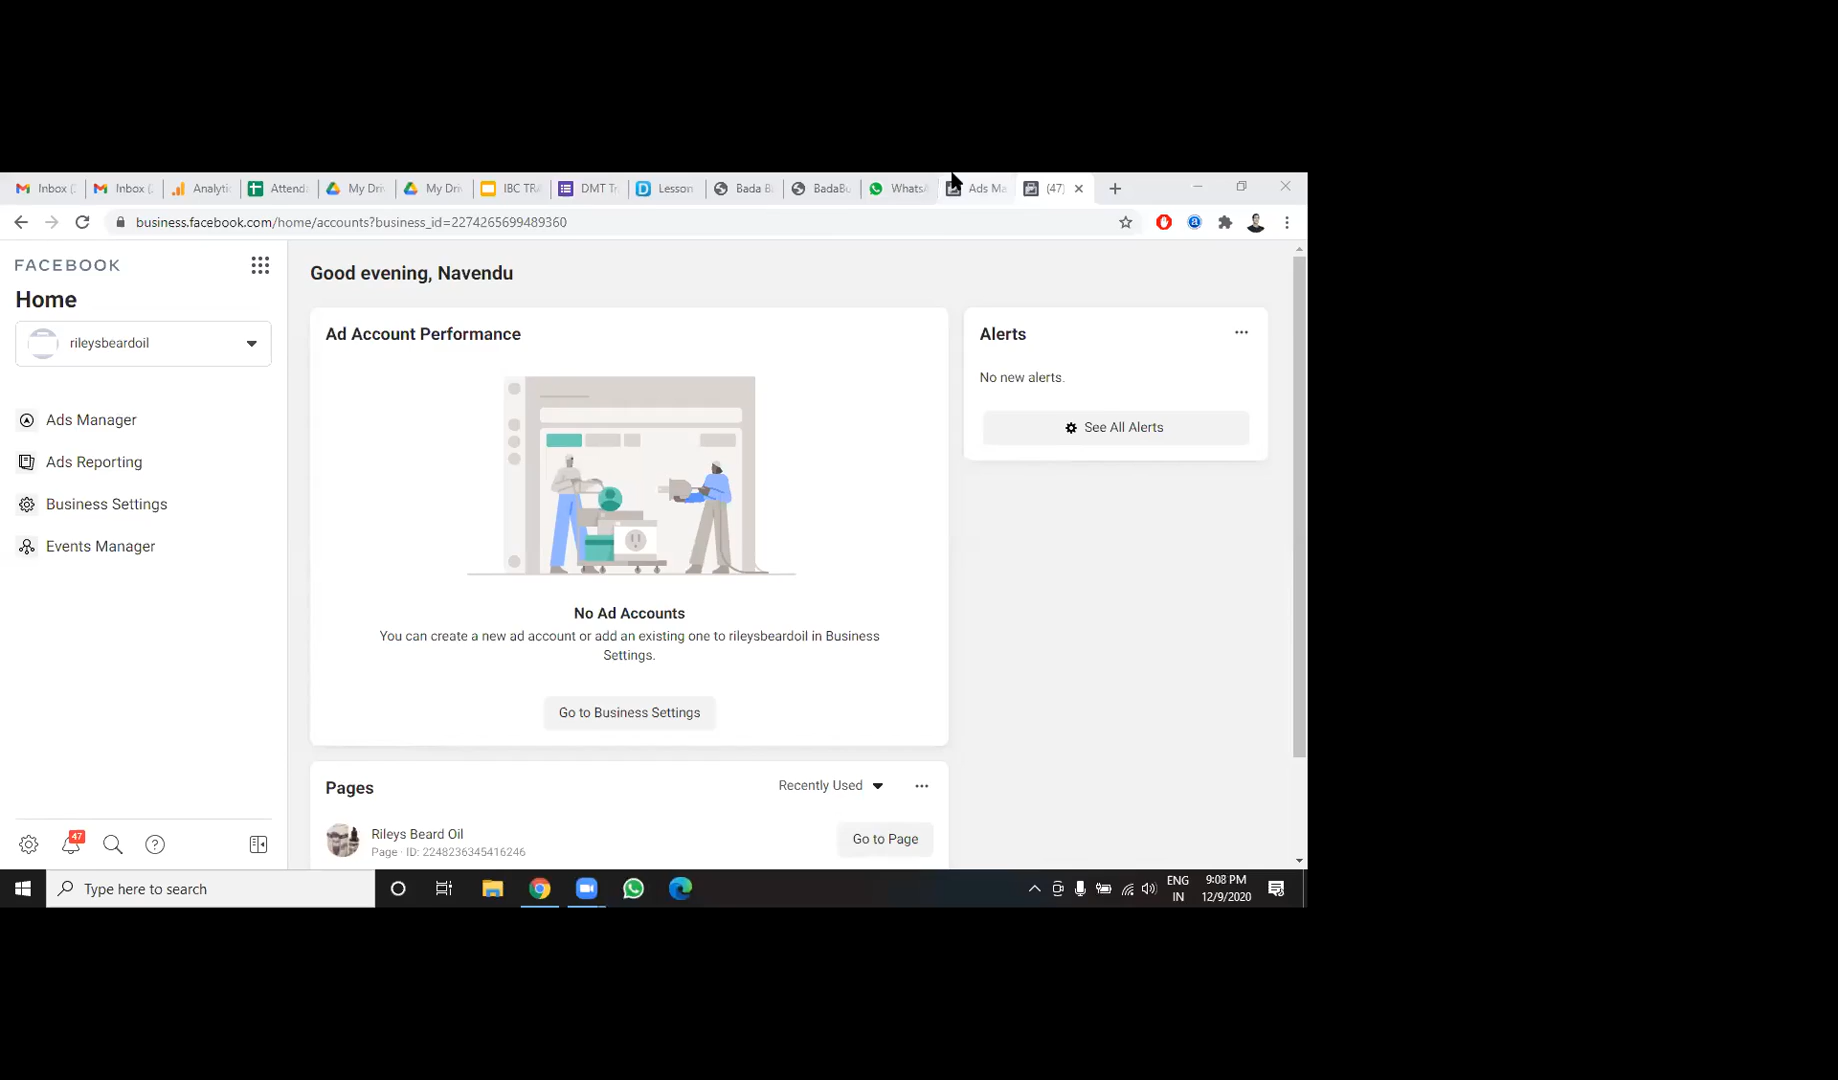 Inbox (
Inbox (
Analytic
Attend
My Dri
My Dri
IBC TRA
DMT Tr
Lesson
Bada B
BadaBu
WhatsA
Ads Ma
(47)
business.facebook.com/home/accounts?business_id=2274265699489360
FACEBOOK
Home
rileysbeardoil
Ads Manager
Ads Reporting
Business Settings
Events Manager
47
Good evening, Navendu
Ad Account Performance
No Ad Accounts
You can create a new ad account or add an existing one to rileysbeardoil in Business
Settings.
Go to Business Settings
Alerts
No new alerts.
See All Alerts
Pages
Recently Used
Rileys Beard Oil
Page · ID: 2248236345416246
Go to Page
Type here to search
ENG
IN
9:08 PM
12/9/2020